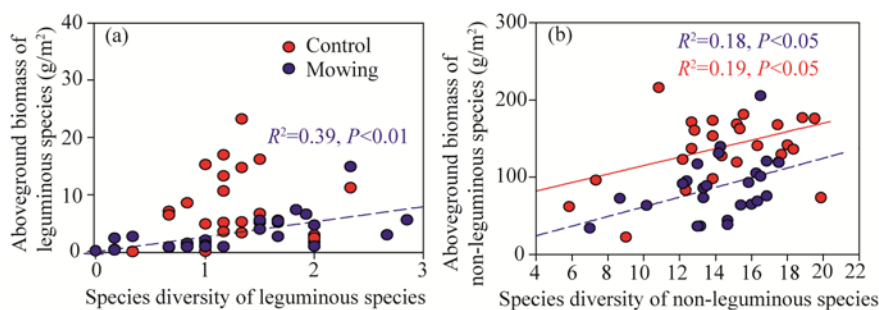 (a)
Control
Mowing
R²=0.39, P<0.01
Aboveground biomass of
leguminous species (g/m²)
40
30
20
10
0
0
1
2
3
Species diversity of leguminous species
(b)
R²=0.18, P<0.05
R²=0.19, P<0.05
Aboveground biomass of
non-leguminous species (g/m²)
300
200
100
0
4 6 8 10 12 14 16 18 20 22
Species diversity of non-leguminous species